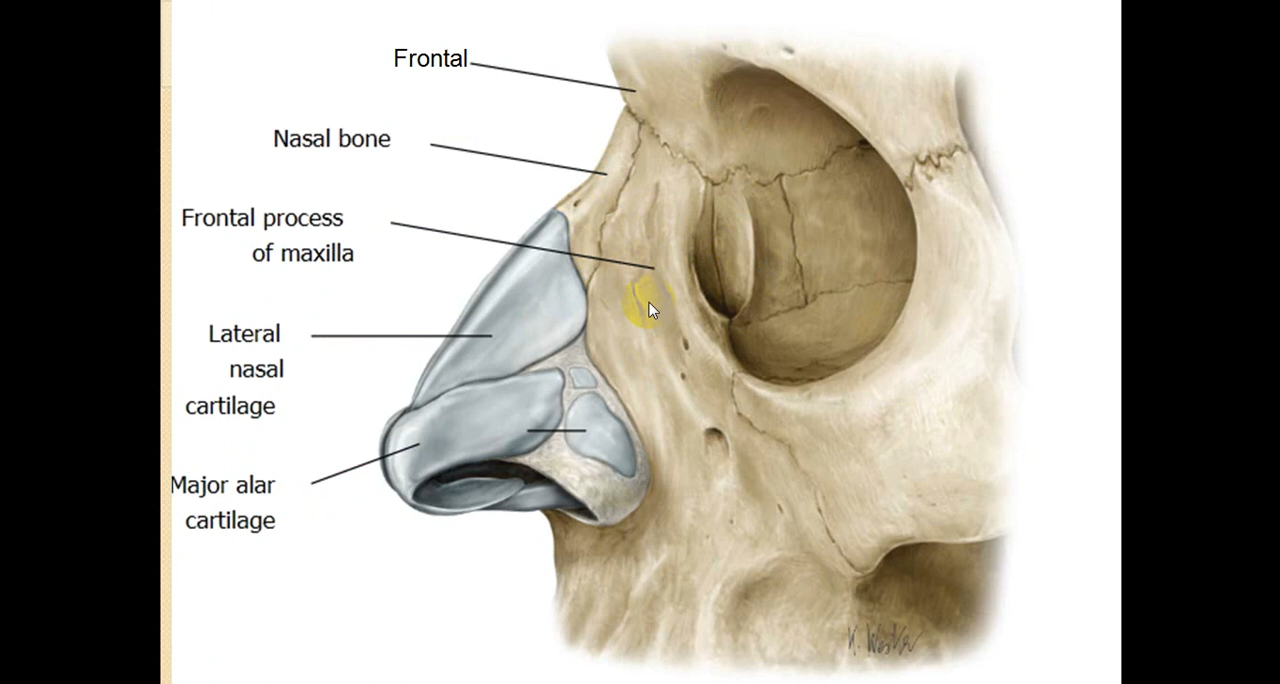 Frontal
Nasal bone
Frontal process
of maxilla
Lateral
nasal
cartilage
Major alar
cartilage